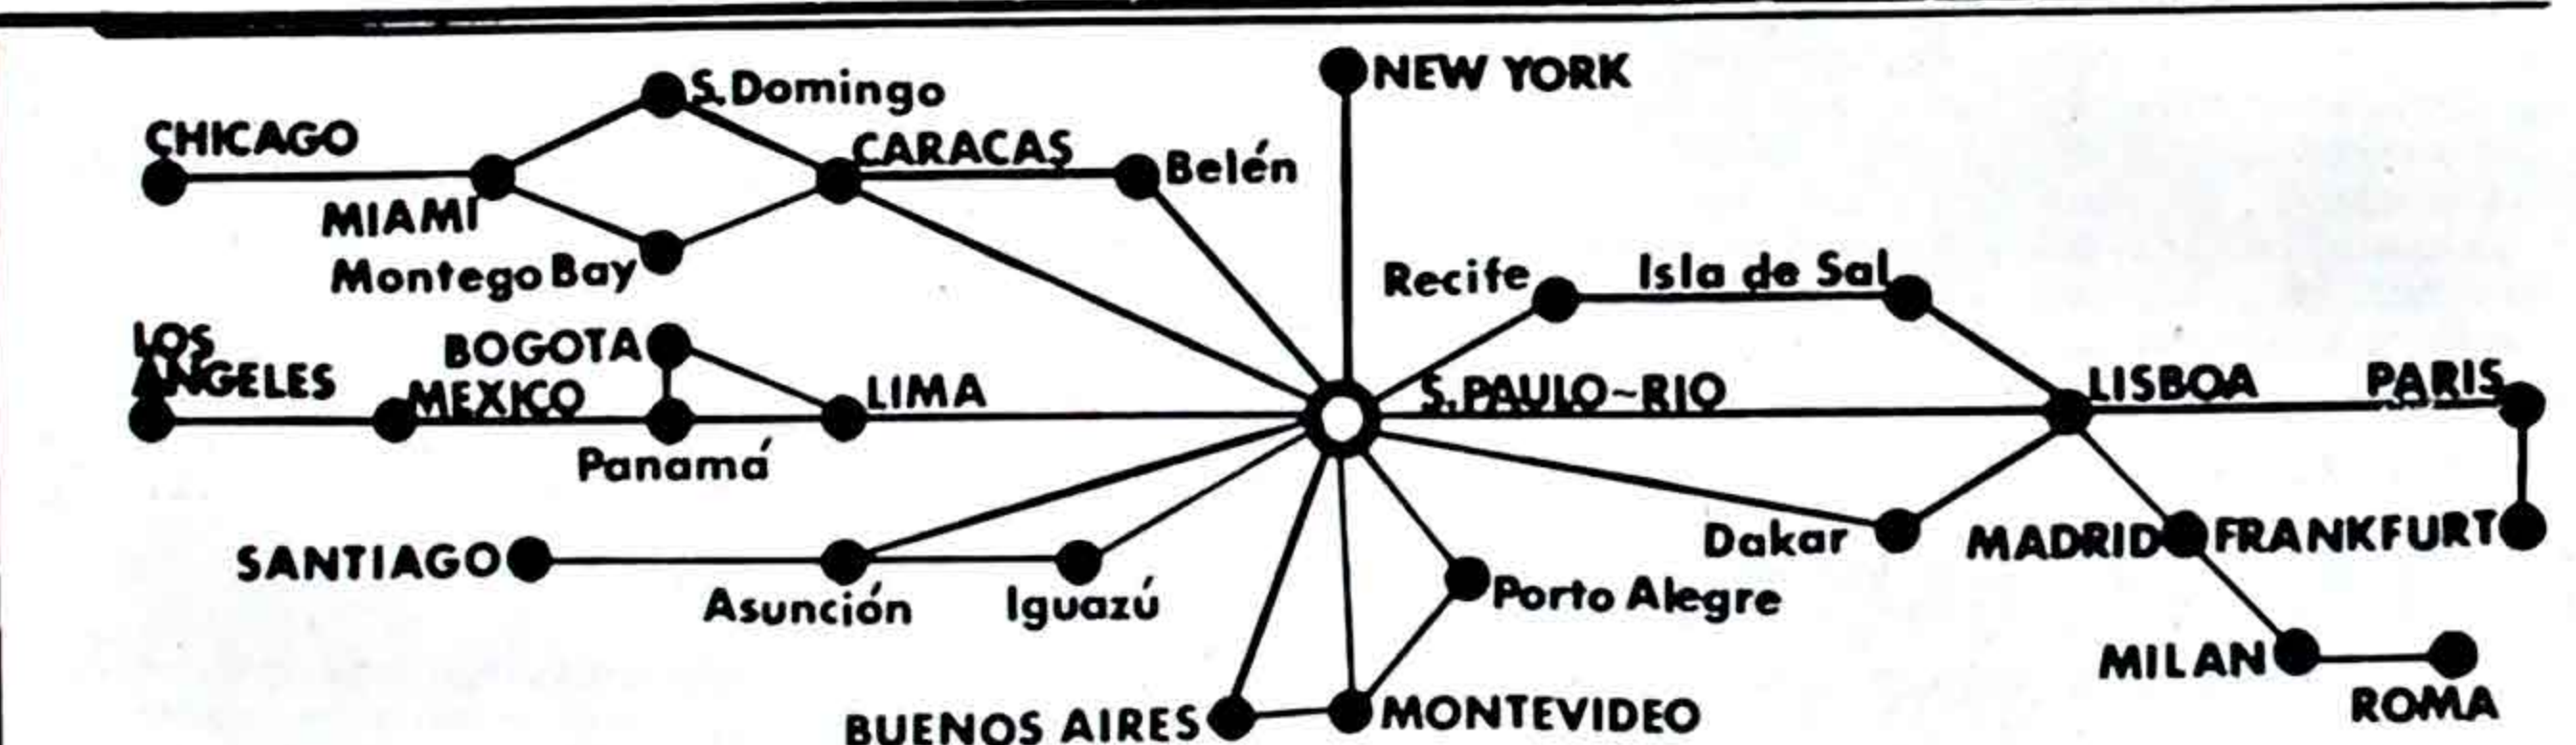 NEW YORK
S. Domingo
CHICAGO
CARACAS
Belén
MIAMI
Montego Bay
Recife
Isla de Sal
LOS
ANGELES
BOGOTA
MEXICO
LIMA
S. PAULO-RIO
LISBOA
PARIS
Panamá
SANTIAGO
Asunción
Iguazú
Dakar
MADRID
FRANKFURT
Porto Alegre
MILAN
ROMA
BUENOS AIRES
MONTEVIDEO